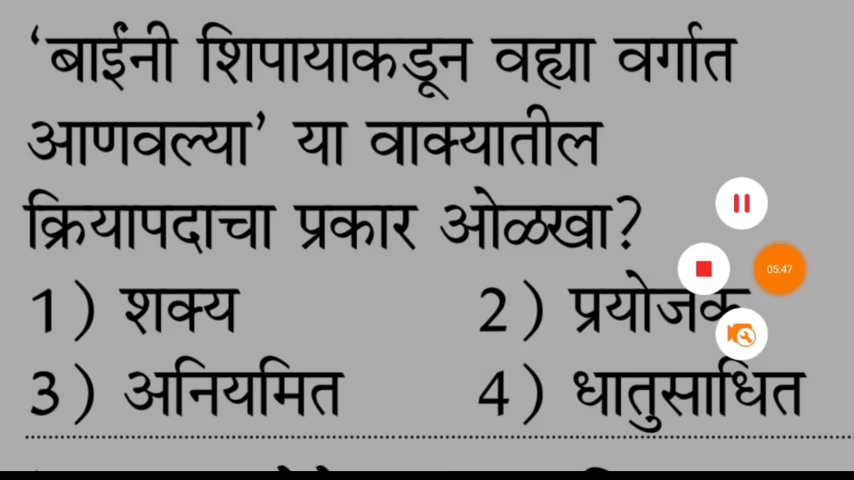 ‘बाईंनी शिपायाकडून वह्या वर्गात
आणवल्या’ या वाक्यातील
क्रियापदाचा प्रकार ओळखा?
1) शक्य 2) प्रयोजक
3) अनियमित 4) धातुसाधित
05:47